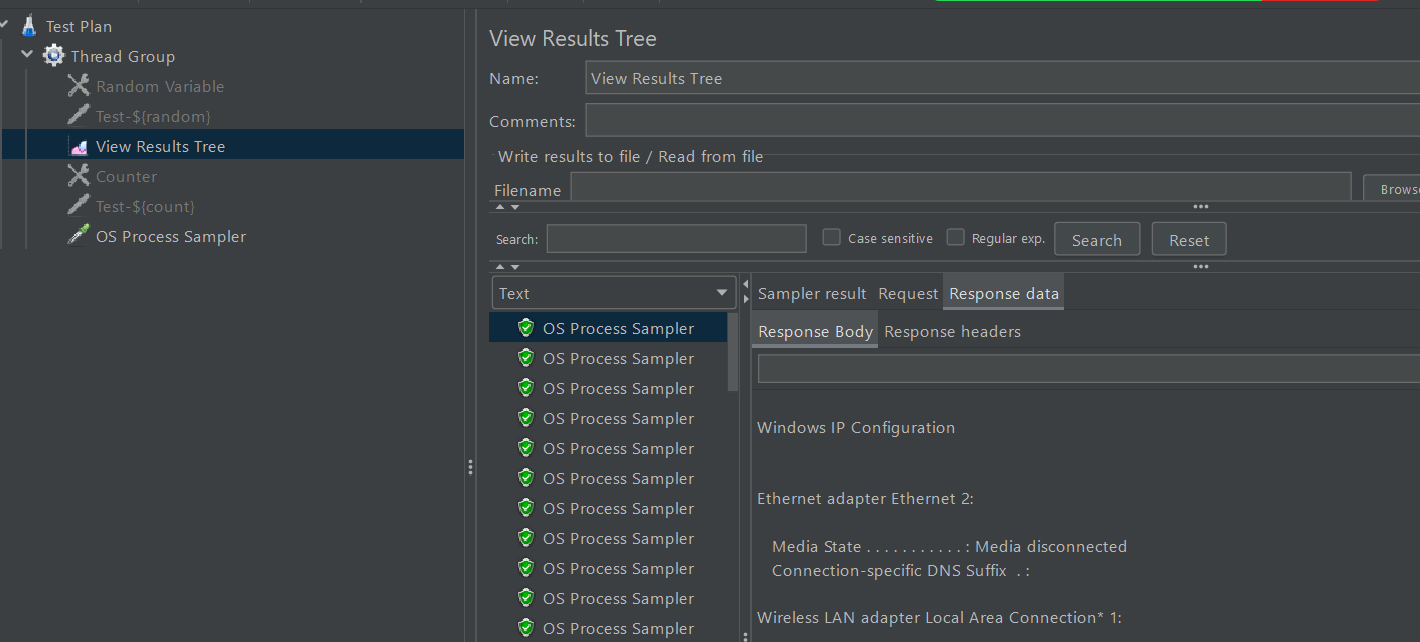 Test Plan
Thread Group
Random Variable
Test-${random}
View Results Tree
Counter
Test-${count}
OS Process Sampler
View Results Tree
Name: View Results Tree
Comments:
Write results to file / Read from file
Filename Browse
Search: Case sensitive Regular exp. Search Reset
Text
OS Process Sampler
OS Process Sampler
OS Process Sampler
OS Process Sampler
OS Process Sampler
OS Process Sampler
OS Process Sampler
OS Process Sampler
OS Process Sampler
OS Process Sampler
OS Process Sampler
Sampler result Request Response data
Response Body Response headers
Windows IP Configuration
Ethernet adapter Ethernet 2:
Media State . . . . . . . . . . . : Media disconnected
Connection-specific DNS Suffix . :
Wireless LAN adapter Local Area Connection* 1: